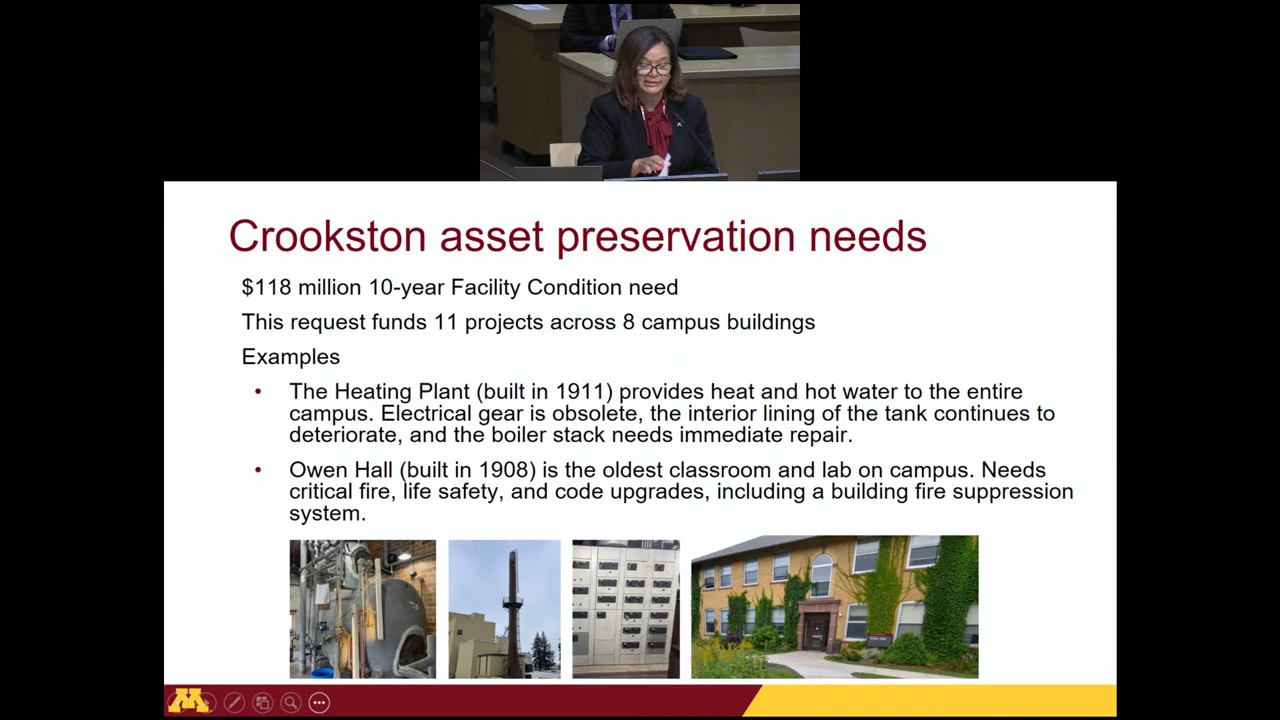 Crookston asset preservation needs
$118 million 10-year Facility Condition need
This request funds 11 projects across 8 campus buildings
Examples
• The Heating Plant (built in 1911) provides heat and hot water to the entire
campus. Electrical gear is obsolete, the interior lining of the tank continues to
deteriorate, and the boiler stack needs immediate repair.
• Owen Hall (built in 1908) is the oldest classroom and lab on campus. Needs
critical fire, life safety, and code upgrades, including a building fire suppression
system.
M